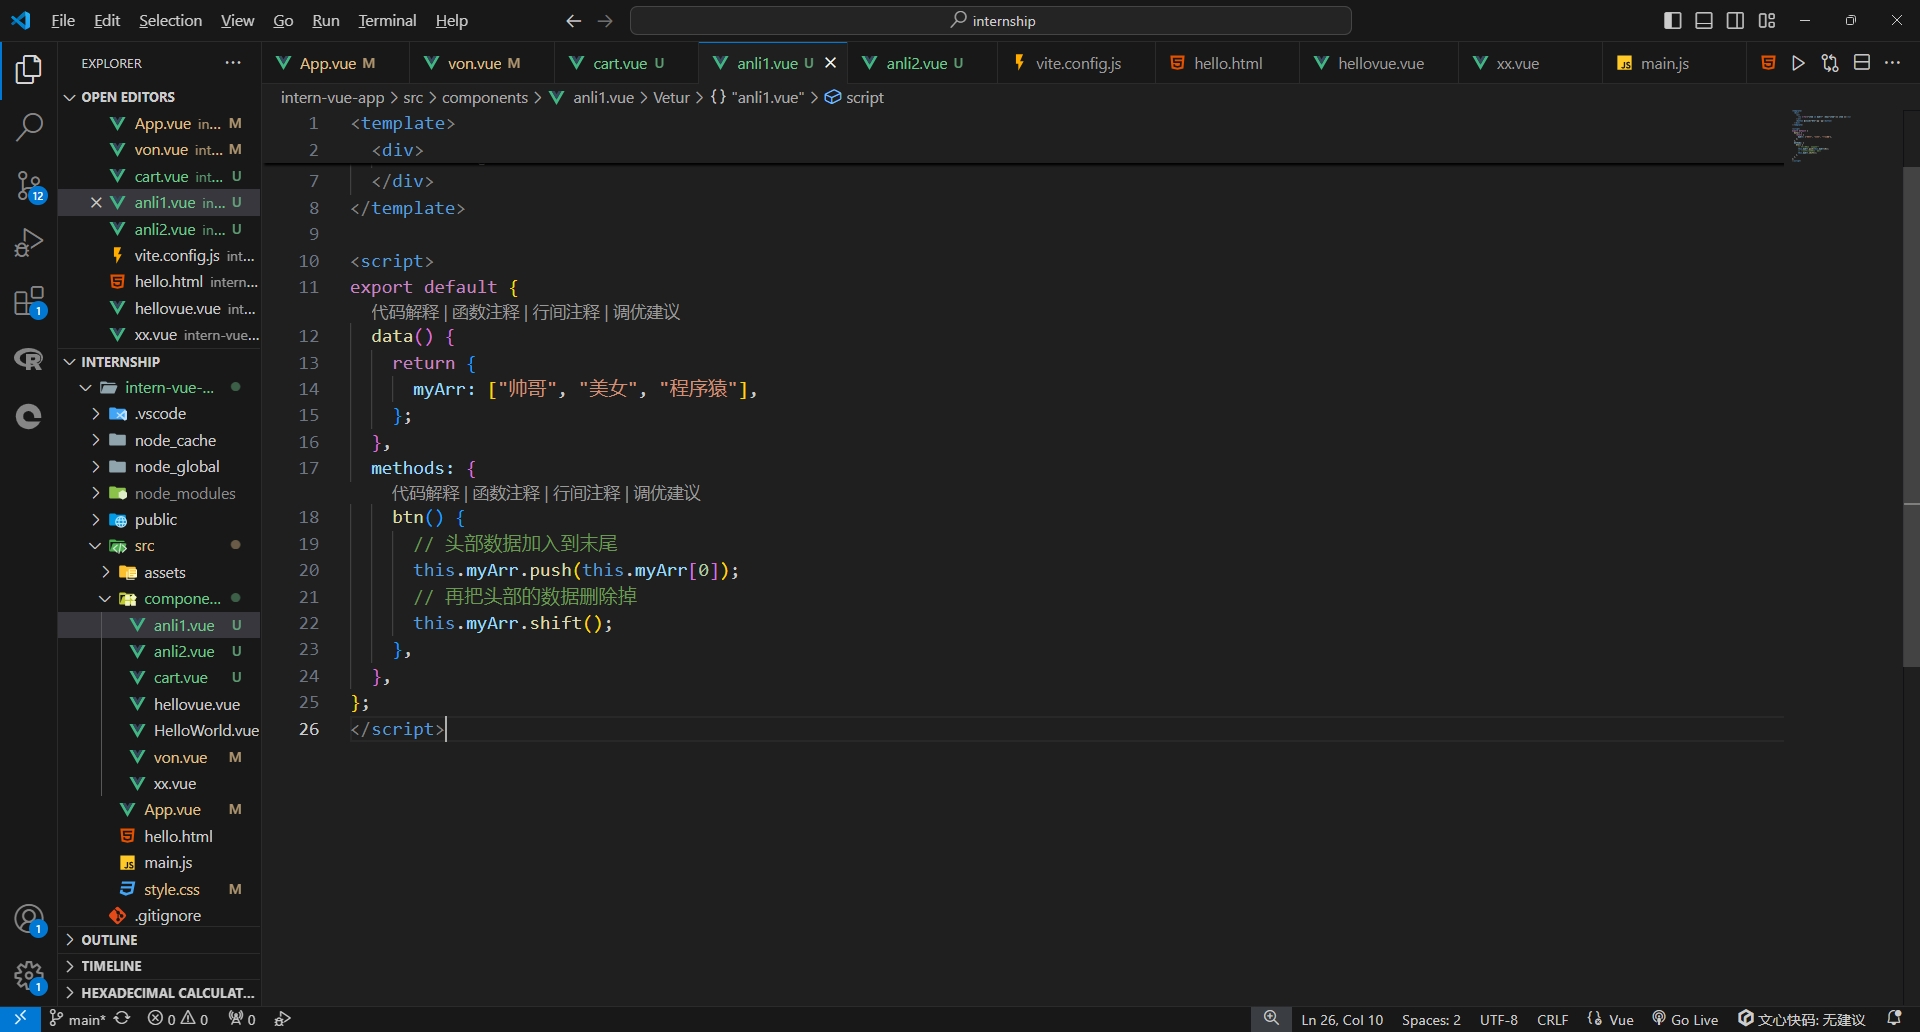 File Edit Selection View Go Run Terminal Help
internship
EXPLORER
OPEN EDITORS
App.vue in... M
von.vue int... M
cart.vue int... U
anli1.vue in... U
anli2.vue in... U
vite.config.js int...
hello.html intern...
hellovue.vue int...
xx.vue intern-vue...
INTERNSHIP
intern-vue-...
.vscode
node_cache
node_global
node_modules
public
src
assets
compone...
anli1.vue U
anli2.vue U
cart.vue U
hellovue.vue
HelloWorld.vue
von.vue M
xx.vue
App.vue M
hello.html
main.js
style.css M
.gitignore
OUTLINE
TIMELINE
HEXADECIMAL CALCULAT...
12
1
1
1
App.vue M von.vue M cart.vue U anli1.vue U anli2.vue U vite.config.js hello.html hellovue.vue xx.vue main.js
intern-vue-app > src > components > anli1.vue > Vetur > {} "anli1.vue" > script
1 <template>
2 <div>
7 </div>
8 </template>
9
10 <script>
11 export default {
代码解释 | 函数注释 | 行间注释 | 调优建议
12 data() {
13 return {
14 myArr: ["帅哥", "美女", "程序猿"],
15 };
16 },
17 methods: {
代码解释 | 函数注释 | 行间注释 | 调优建议
18 btn() {
19 // 头部数据加入到末尾
20 this.myArr.push(this.myArr[0]);
21 // 再把头部的数据删除掉
22 this.myArr.shift();
23 },
24 },
25 };
26 </script>
main* 0 0 0 Ln 26, Col 10 Spaces: 2 UTF-8 CRLF Vue Go Live 文心快码: 无建议